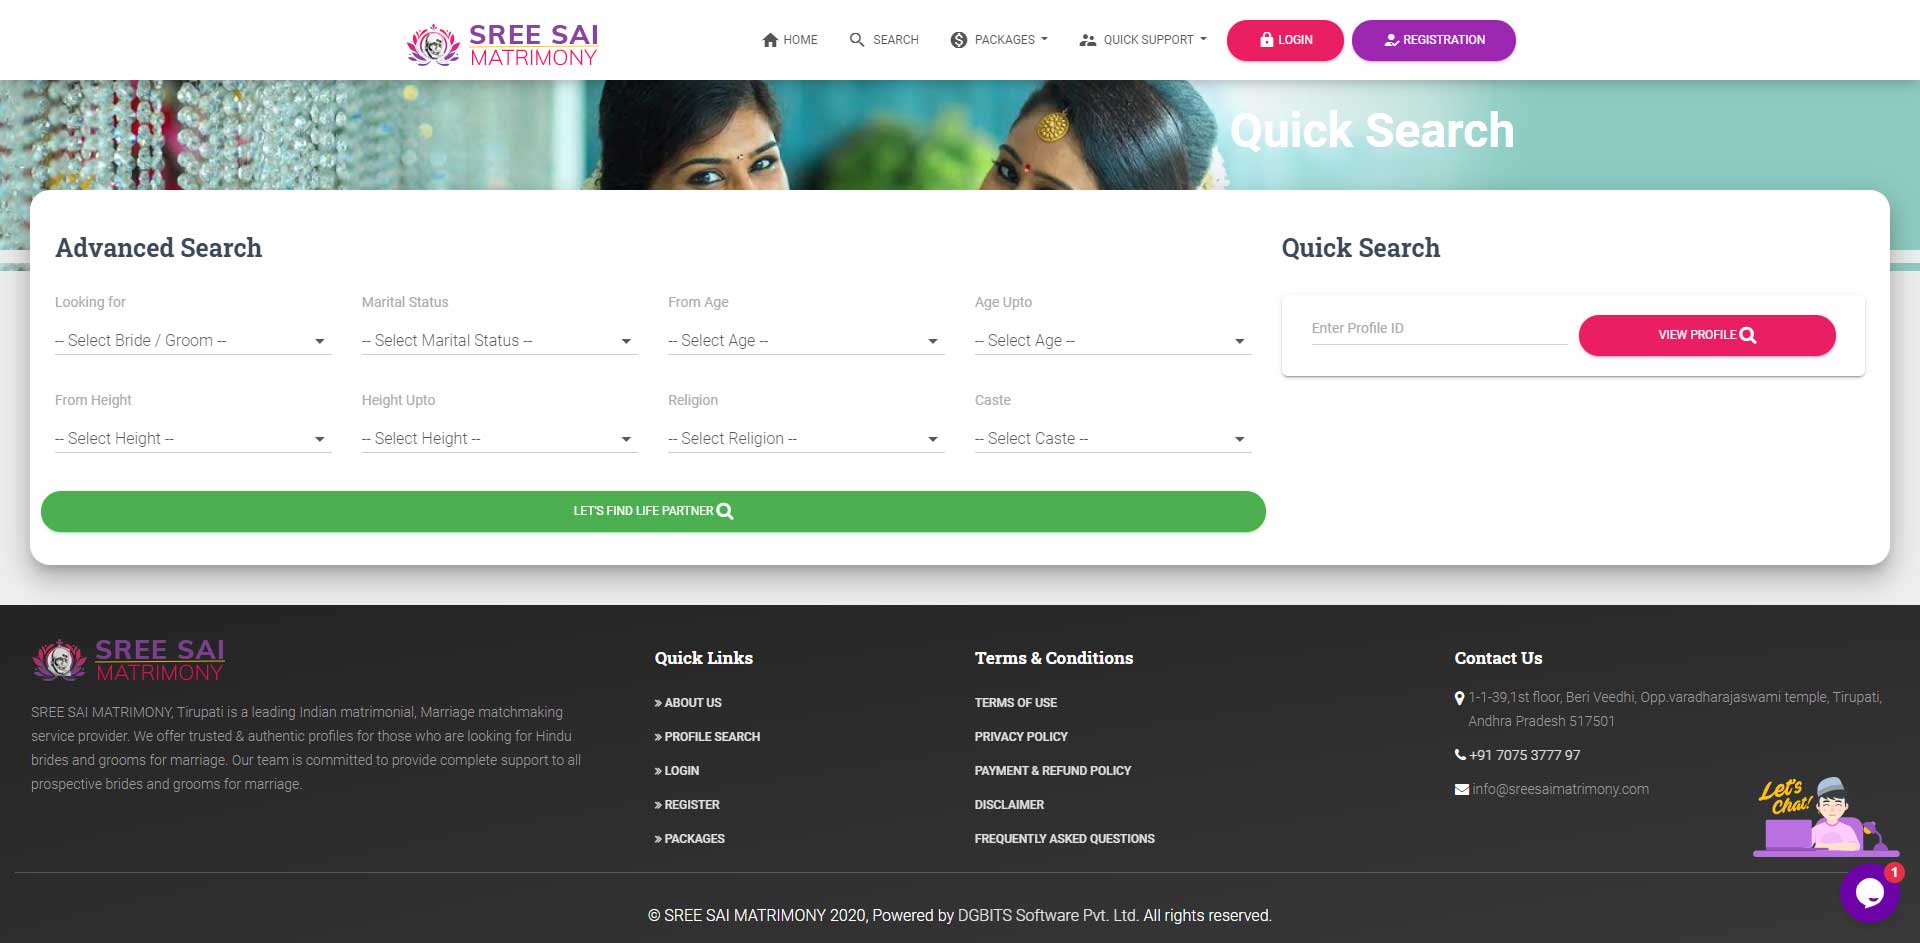 SREE SAI
MATRIMONY
HOME
SEARCH
PACKAGES
QUICK SUPPORT
LOGIN
REGISTRATION
Quick Search
Advanced Search
Looking for
Marital Status
From Age
Age Upto
-- Select Bride / Groom --
-- Select Marital Status --
-- Select Age --
-- Select Age --
From Height
Height Upto
Religion
Caste
-- Select Height --
-- Select Height --
-- Select Religion --
-- Select Caste --
LET'S FIND LIFE PARTNER
Quick Search
Enter Profile ID
VIEW PROFILE
SREE SAI
MATRIMONY
SREE SAI MATRIMONY, Tirupati is a leading Indian matrimonial, Marriage matchmaking
service provider. We offer trusted & authentic profiles for those who are looking for Hindu
brides and grooms for marriage. Our team is committed to provide complete support to all
prospective brides and grooms for marriage.
Quick Links
» ABOUT US
» PROFILE SEARCH
» LOGIN
» REGISTER
» PACKAGES
Terms & Conditions
TERMS OF USE
PRIVACY POLICY
PAYMENT & REFUND POLICY
DISCLAIMER
FREQUENTLY ASKED QUESTIONS
Contact Us
1-1-39,1st floor, Beri Veedhi, Opp.varadharajaswami temple, Tirupati,
Andhra Pradesh 517501
+91 7075 3777 97
info@sreesaimatrimony.com
Let's
Chat!
1
© SREE SAI MATRIMONY 2020, Powered by DGBITS Software Pvt. Ltd. All rights reserved.